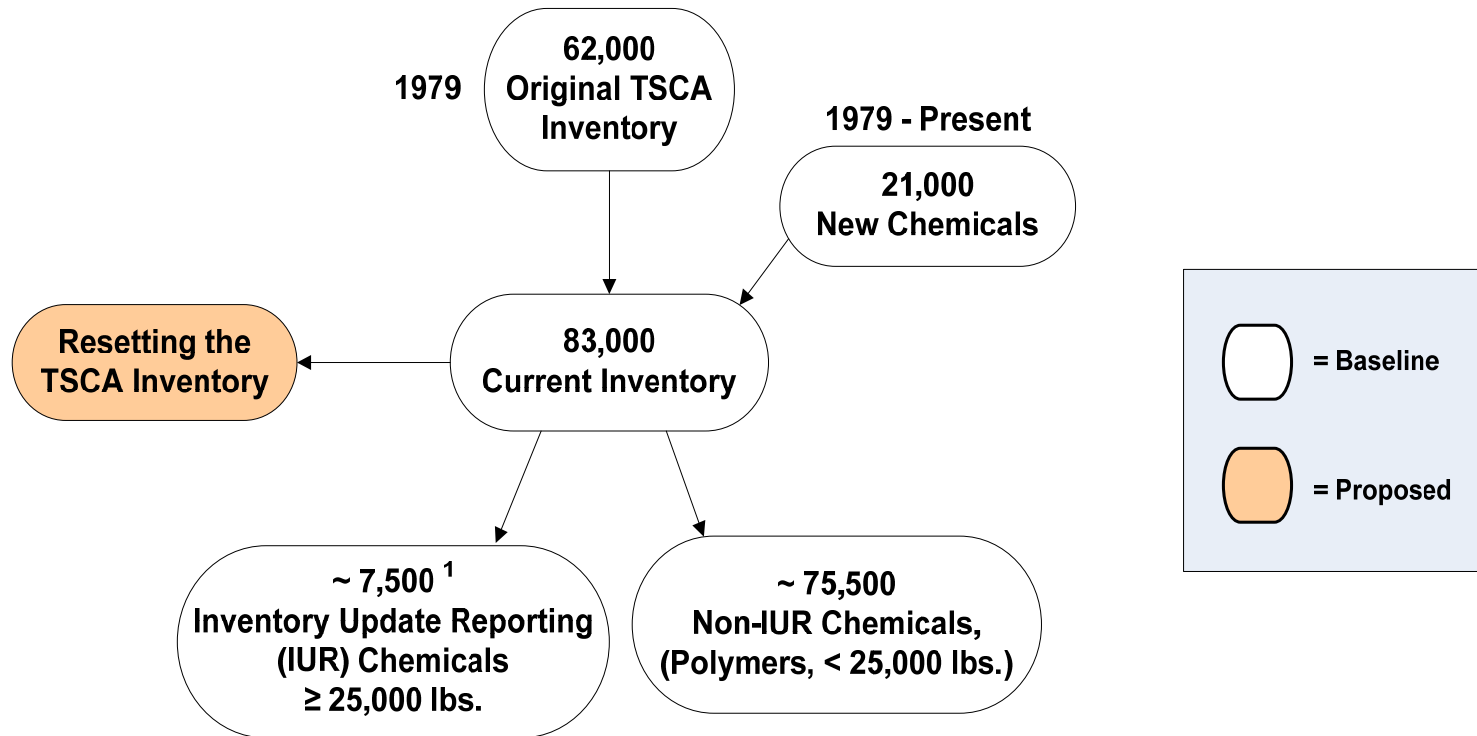 1979
62,000
Original TSCA
Inventory
1979 - Present
21,000
New Chemicals
Resetting the
TSCA Inventory
83,000
Current Inventory
~ 7,500 ¹
Inventory Update Reporting
(IUR) Chemicals
≥ 25,000 lbs.
~ 75,500
Non-IUR Chemicals,
(Polymers, < 25,000 lbs.)
= Baseline
= Proposed